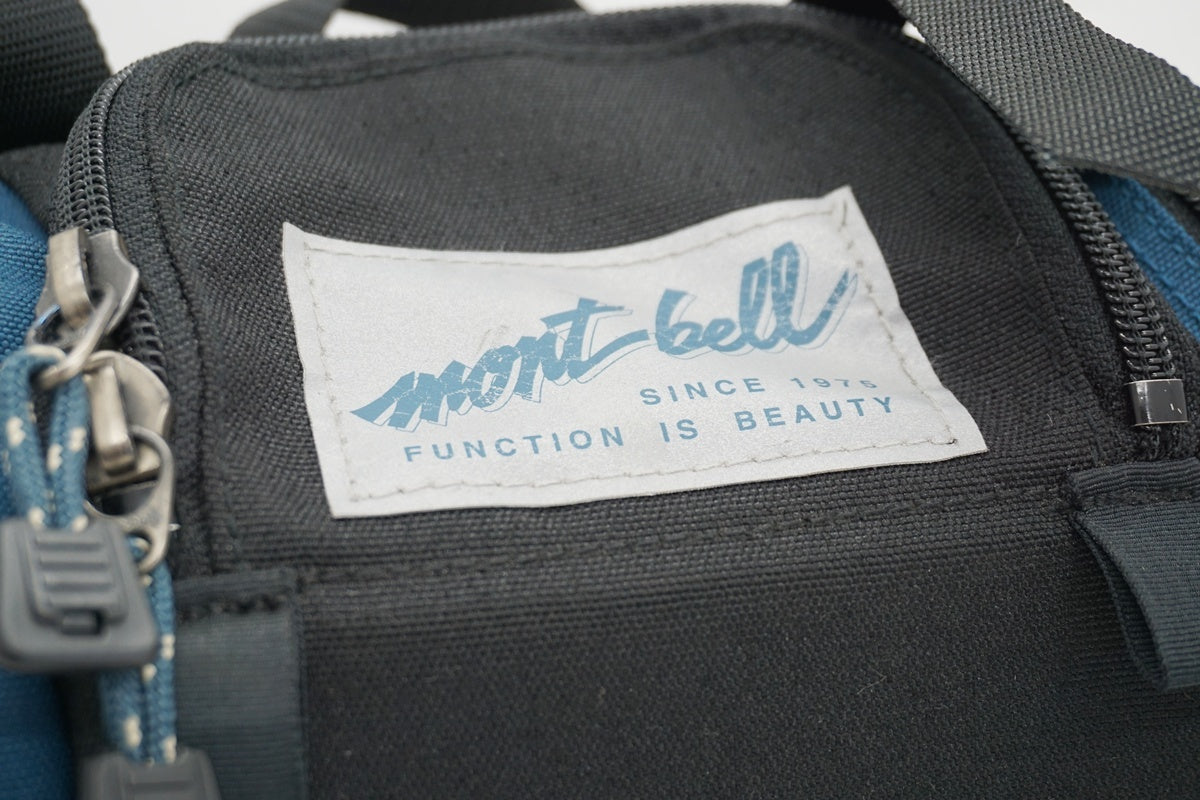 mont-bell
SINCE 1975
FUNCTION IS BEAUTY